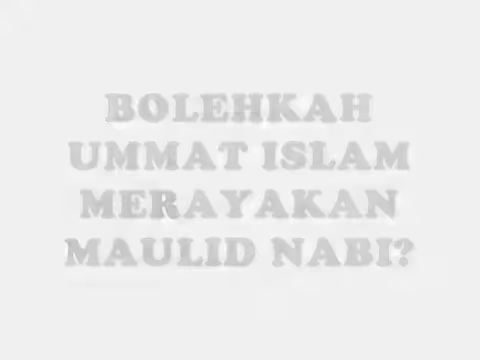 BOLEHKAH
UMMAT ISLAM
MERAYAKAN
MAULID NABI?